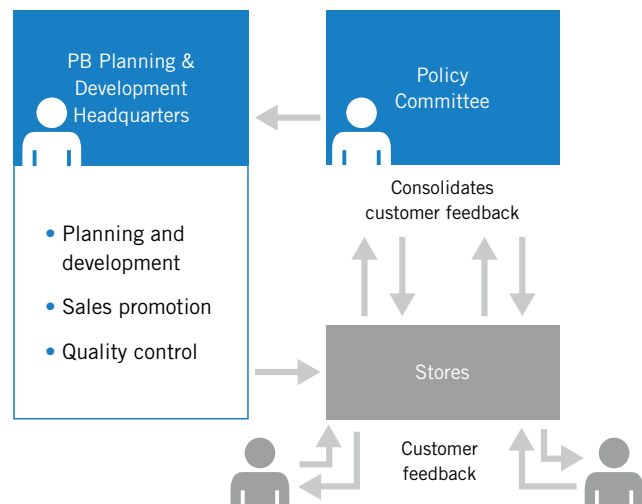 PB Planning &
Development
Headquarters
Policy
Committee
Consolidates
customer feedback
• Planning and
development
• Sales promotion
• Quality control
Stores
Customer
feedback